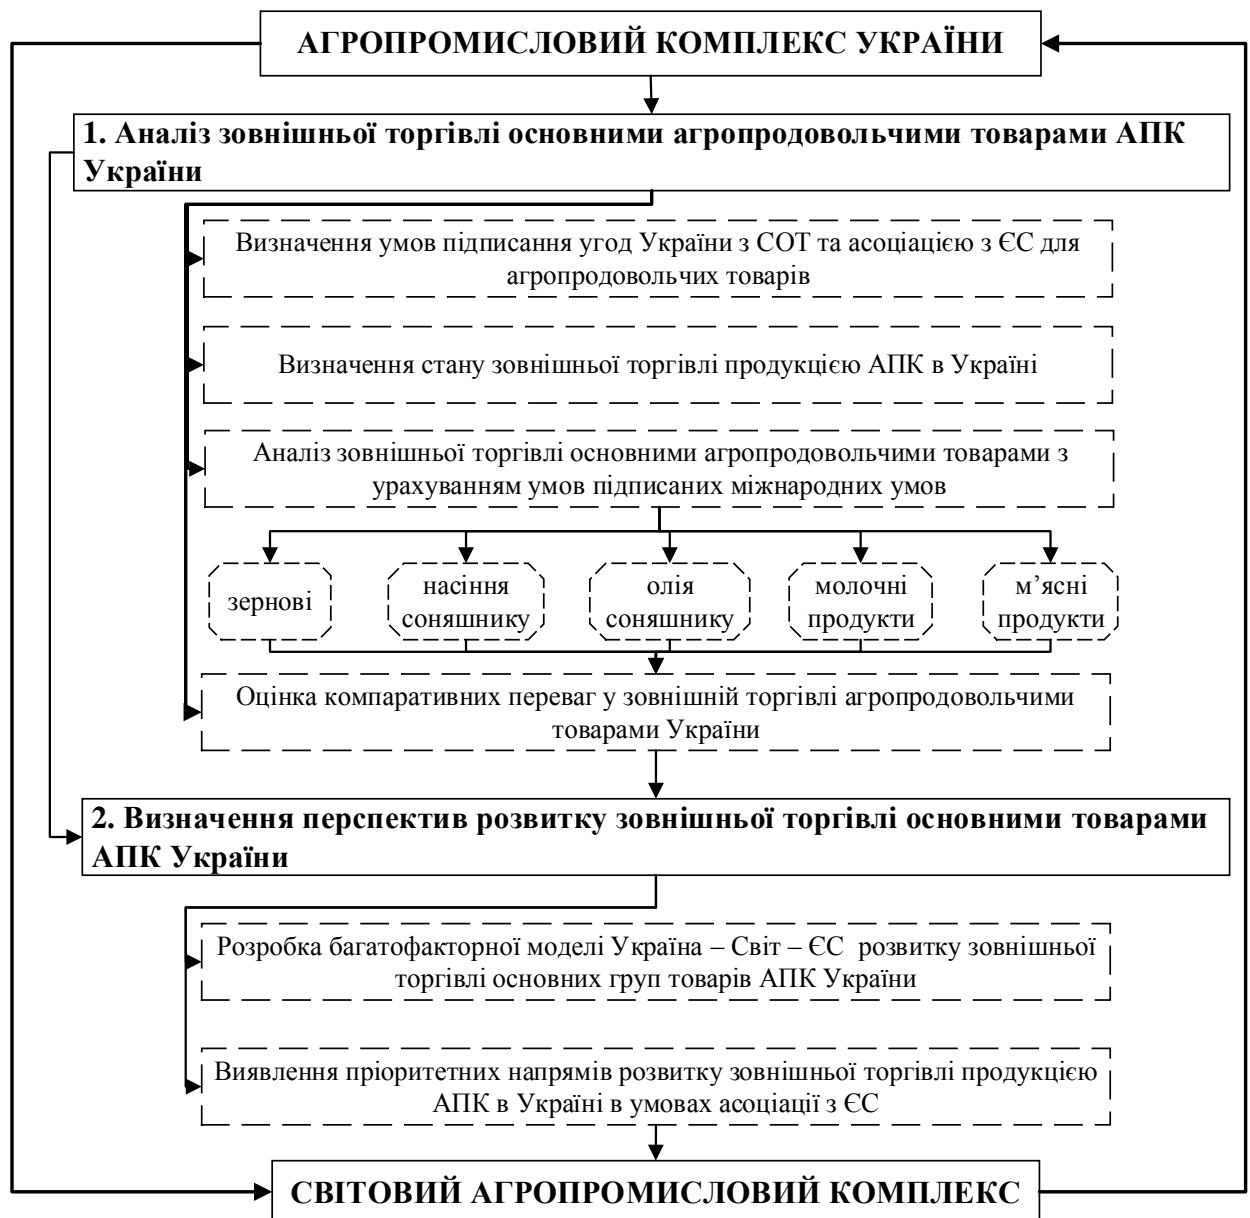 АГРОПРОМИСЛОВИЙ КОМПЛЕКС УКРАЇНИ
1. Аналіз зовнішньої торгівлі основними агропродовольчими товарами АПК
України
Визначення умов підписання угод України з СОТ та асоціацією з ЄС для
агропродовольчих товарів
Визначення стану зовнішньої торгівлі продукцією АПК в Україні
Аналіз зовнішньої торгівлі основними агропродовольчими товарами з
урахуванням умов підписаних міжнародних умов
зернові
насіння
соняшнику
олія
соняшнику
молочні
продукти
м’ясні
продукти
Оцінка компаративних переваг у зовнішній торгівлі агропродовольчими
товарами України
2. Визначення перспектив розвитку зовнішньої торгівлі основними товарами
АПК України
Розробка багатофакторної моделі Україна – Світ – ЄС розвитку зовнішньої
торгівлі основних груп товарів АПК України
Виявлення пріоритетних напрямів розвитку зовнішньої торгівлі продукцією
АПК в Україні в умовах асоціації з ЄС
СВІТОВИЙ АГРОПРОМИСЛОВИЙ КОМПЛЕКС